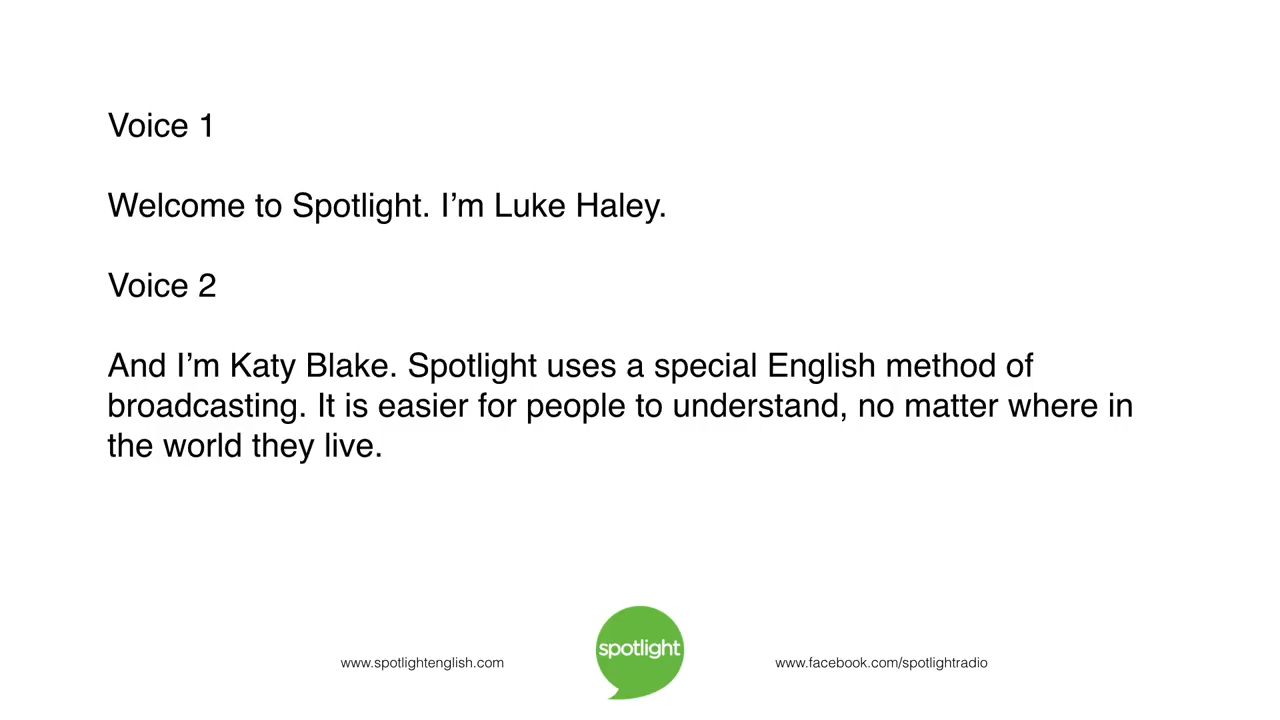 Voice 1
Welcome to Spotlight. I’m Luke Haley.
Voice 2
And I’m Katy Blake. Spotlight uses a special English method of
broadcasting. It is easier for people to understand, no matter where in
the world they live.
www.spotlightenglish.com
spotlight
www.facebook.com/spotlightradio